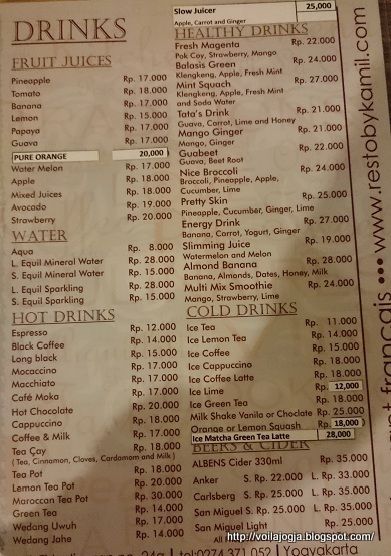 DRINKS
FRUIT JUICES
Pineapple Rp. 17.000
Tomato Rp. 18.000
Banana Rp. 17.000
Lemon Rp. 15.000
Papaya Rp. 17.000
Guava Rp. 17.000
PURE ORANGE 20,000
Water Melon Rp. 17.000
Apple Rp. 18.000
Mixed Juices Rp. 18.000
Avocado Rp. 19.000
Strawberry Rp. 20.000
WATER
Aqua Rp. 8.000
L. Equil Mineral Water Rp. 28.000
S. Equil Mineral Water Rp. 15.000
L. Equil Sparkling Rp. 28.000
S. Equil Sparkling Rp. 15.000
HOT DRINKS
Espresso Rp. 12.000
Black Coffee Rp. 14.000
Long black Rp. 15.000
Mocaccino Rp. 17.000
Macchiato Rp. 17.000
Café Moka Rp. 17.000
Hot Chocolate Rp. 20.000
Cappuccino Rp. 18.000
Coffee & Milk Rp. 17.000
Tea Çay Rp. 18.000
( Tea, Cinnamon, Cloves, Cardamom and Milk )
Tea Pot Rp. 18.000
Lemon Tea Pot Rp. 20.000
Maroccan Tea Pot Rp. 30.000
Green Tea Rp. 14.000
Wedang Uwuh Rp. 17.000
Wedang Jahe Rp. 14.000
Slow Juicer 25,000
Apple, Carrot and Ginger
HEALTHY DRINKS
Fresh Magenta Rp. 22.000
Pok Coy, Strawberry, Mango
Balosis Green Rp. 24.000
Klengkeng, Apple, Fresh Mint
Mint Squach Rp. 27.000
Klengkeng, Apple, Fresh Mint
and Soda Water
Tata's Drink Rp. 21.000
Guava, Carrot, Lime and Honey
Mango Ginger Rp. 21.000
Mango, Ginger
Guabeet Rp. 22.000
Guava, Beet Root
Nice Broccoli Rp. 24.000
Broccoli, Pineapple, Apple,
Cucumber, Lime
Pretty Skin Rp. 25.000
Pineapple, Cucumber, Ginger, Lime
Energy Drink Rp. 27.000
Banana, Carrot, Yogurt, Ginger
Slimming Juice Rp. 19.000
Watermelon and Melon
Almond Banana Rp. 28.000
Banana, Almonds, Dates, Honey, Milk
Multi Mix Smoothie Rp. 24.000
Mango, Strawberry, Lime
COLD DRINKS
Ice Tea Rp. 11.000
Ice Lemon Tea Rp. 14.000
Ice Coffee Rp. 15.000
Ice Cappuccino Rp. 18.000
Ice Coffee Latte Rp. 18.000
Ice Lime Rp. 12,000
Ice Green Tea Rp. 18.000
Milk Shake Vanila or Choclate Rp. 25.000
Orange or Lemon Squash Rp. 18,000
Ice Matcha Green Tea Latte 28,000
BEERS & CIDER
ALBENS Cider 330ml Rp. 35.000
Anker S. Rp. 22.000 L. Rp. 33.000
Carlsberg S. Rp. 25.000 L. Rp. 35.000
San Miguel S. Rp. 25.000 L. Rp. 35.000
San Miguel Light Rp. 25.000
www.restobykamil.com
français
24a | tel:0274 371 052 | Yogyakarta
http://voilajogja.blogspot.com/